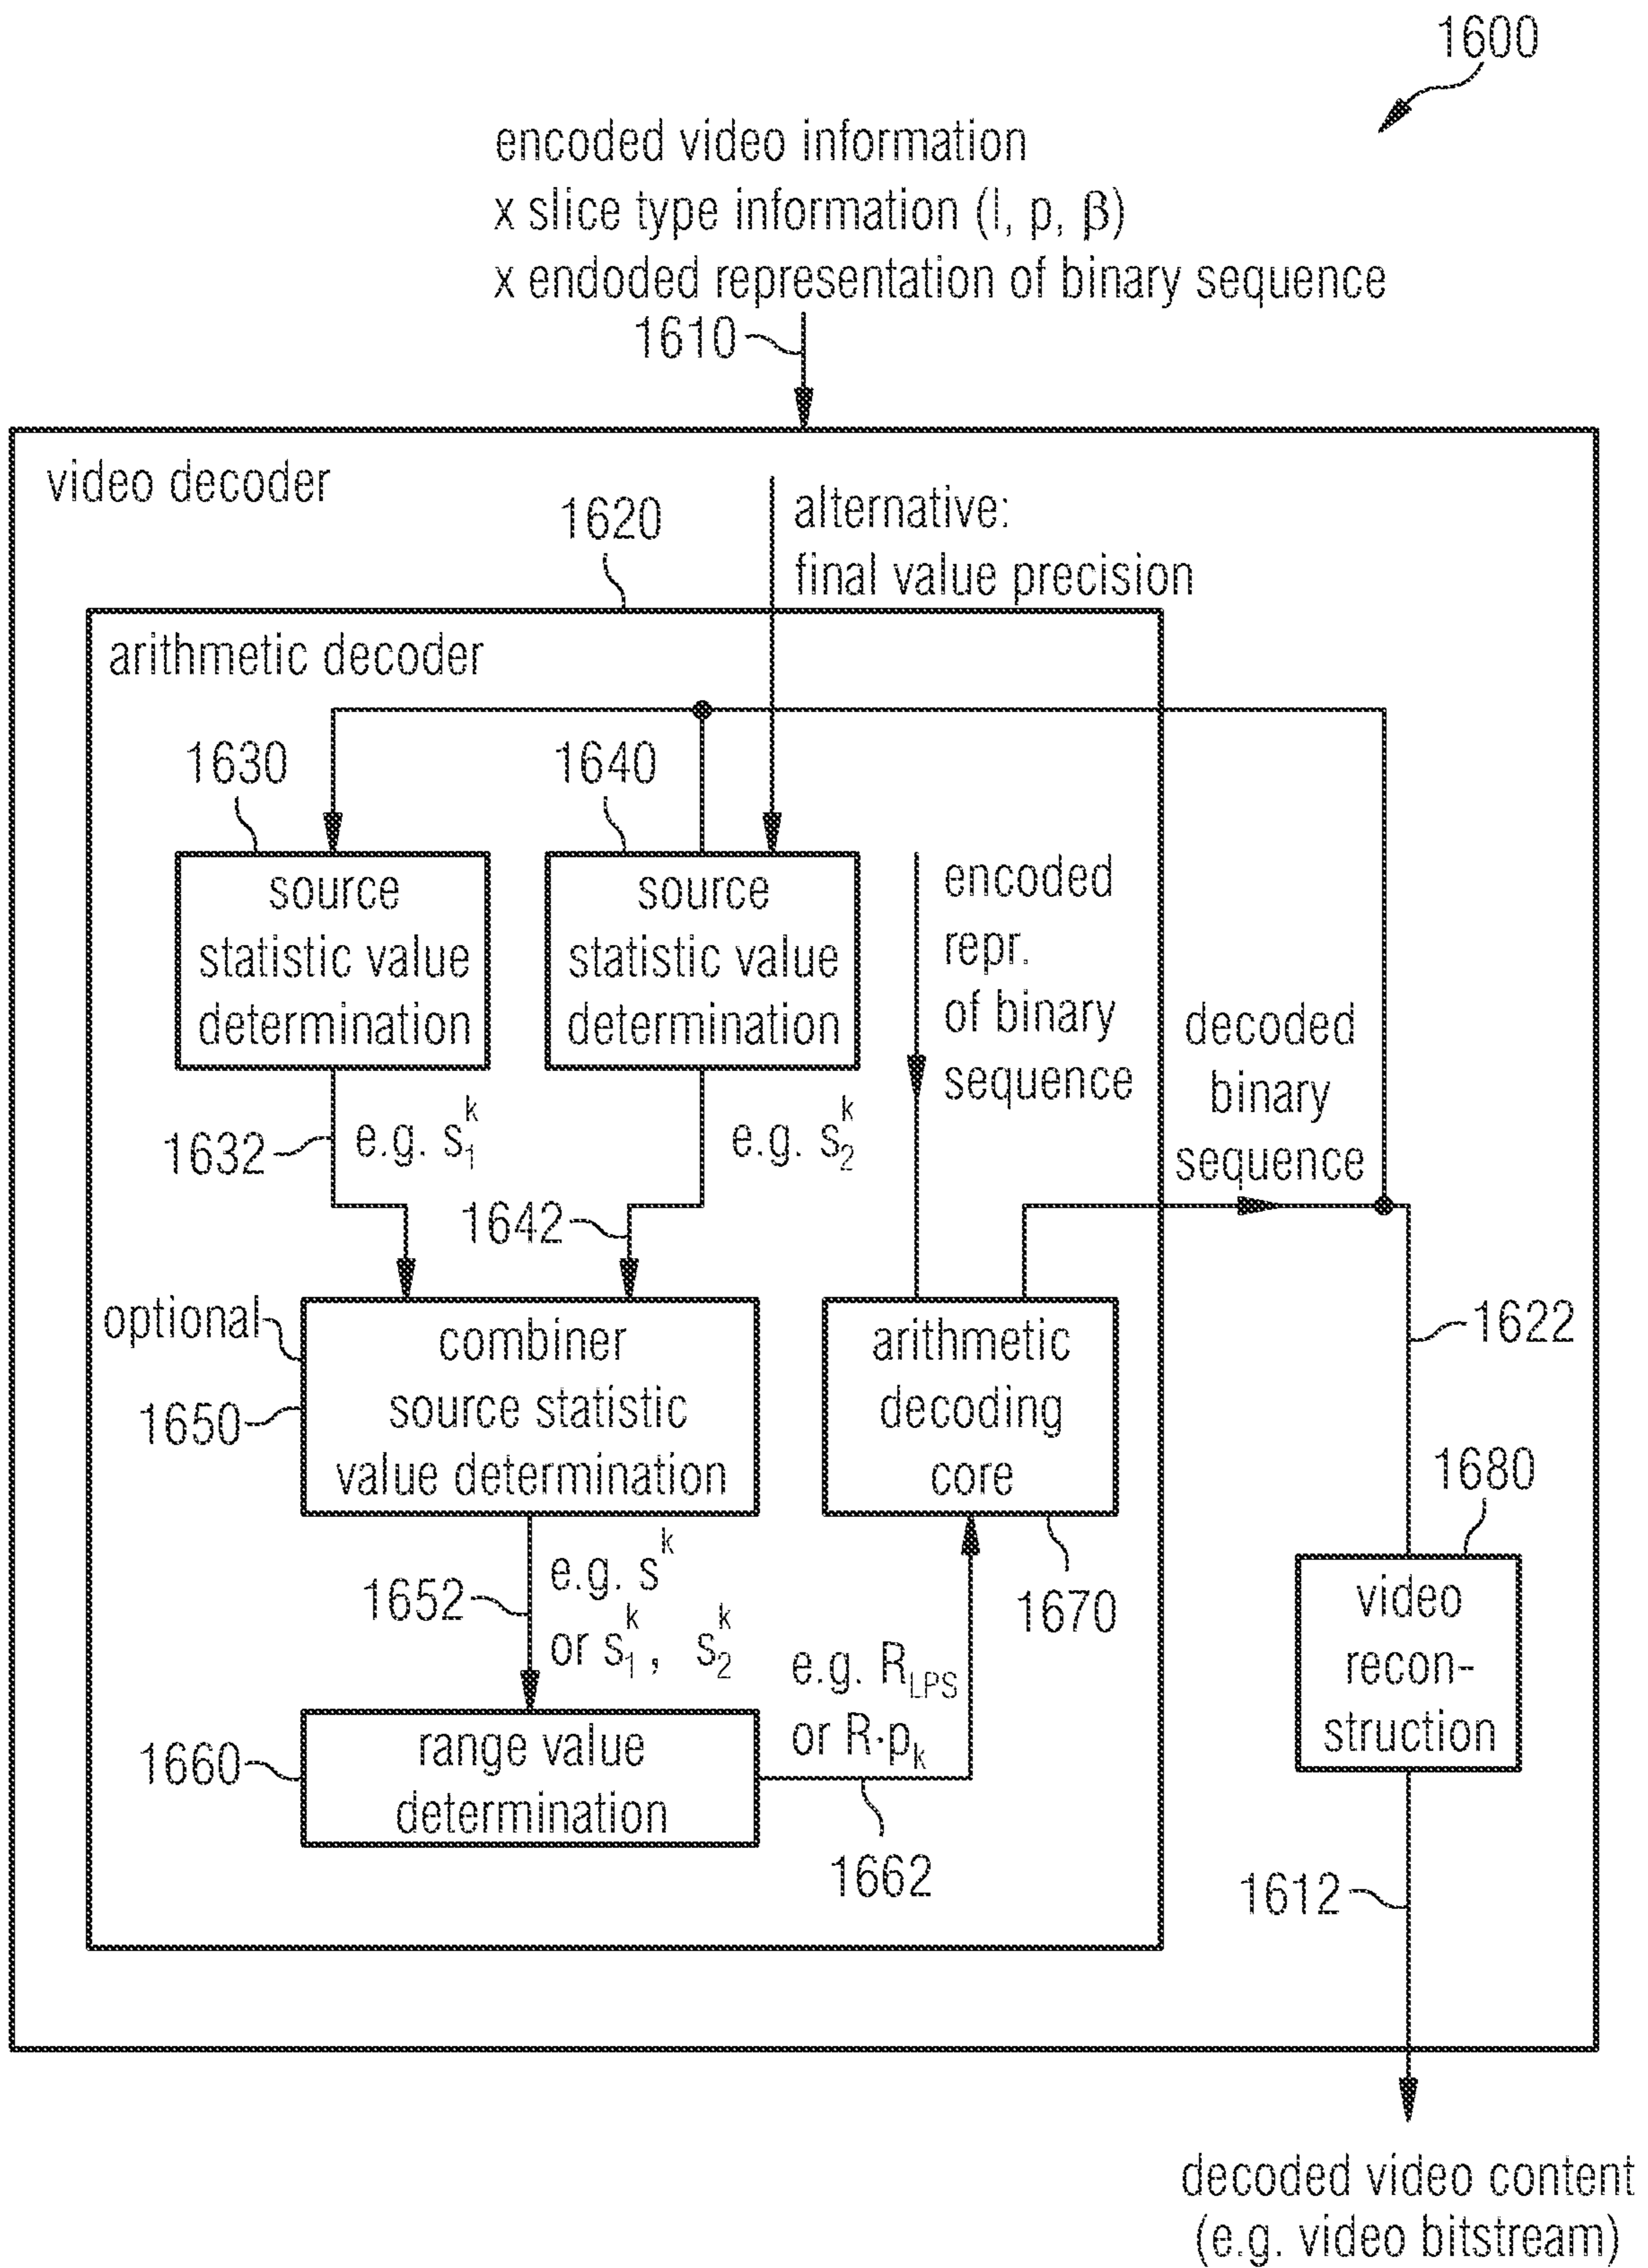 1600
encoded video information
x slice type information (I, p, β)
x endoded representation of binary sequence
1610
video decoder
1620
alternative:
final value precision
arithmetic decoder
1630
1640
source
statistic value
determination
source
statistic value
determination
encoded
repr.
of binary
sequence
decoded
binary
sequence
1632
e.g. s₁ᵏ
e.g. s₂ᵏ
1642
optional
1650
combiner
source statistic
value determination
arithmetic
decoding
core
1622
1680
1652
e.g. sᵏ
or s₁ᵏ, s₂ᵏ
1670
video
recon-
struction
e.g. R_LPS
or R·pₖ
1660
range value
determination
1662
1612
decoded video content
(e.g. video bitstream)